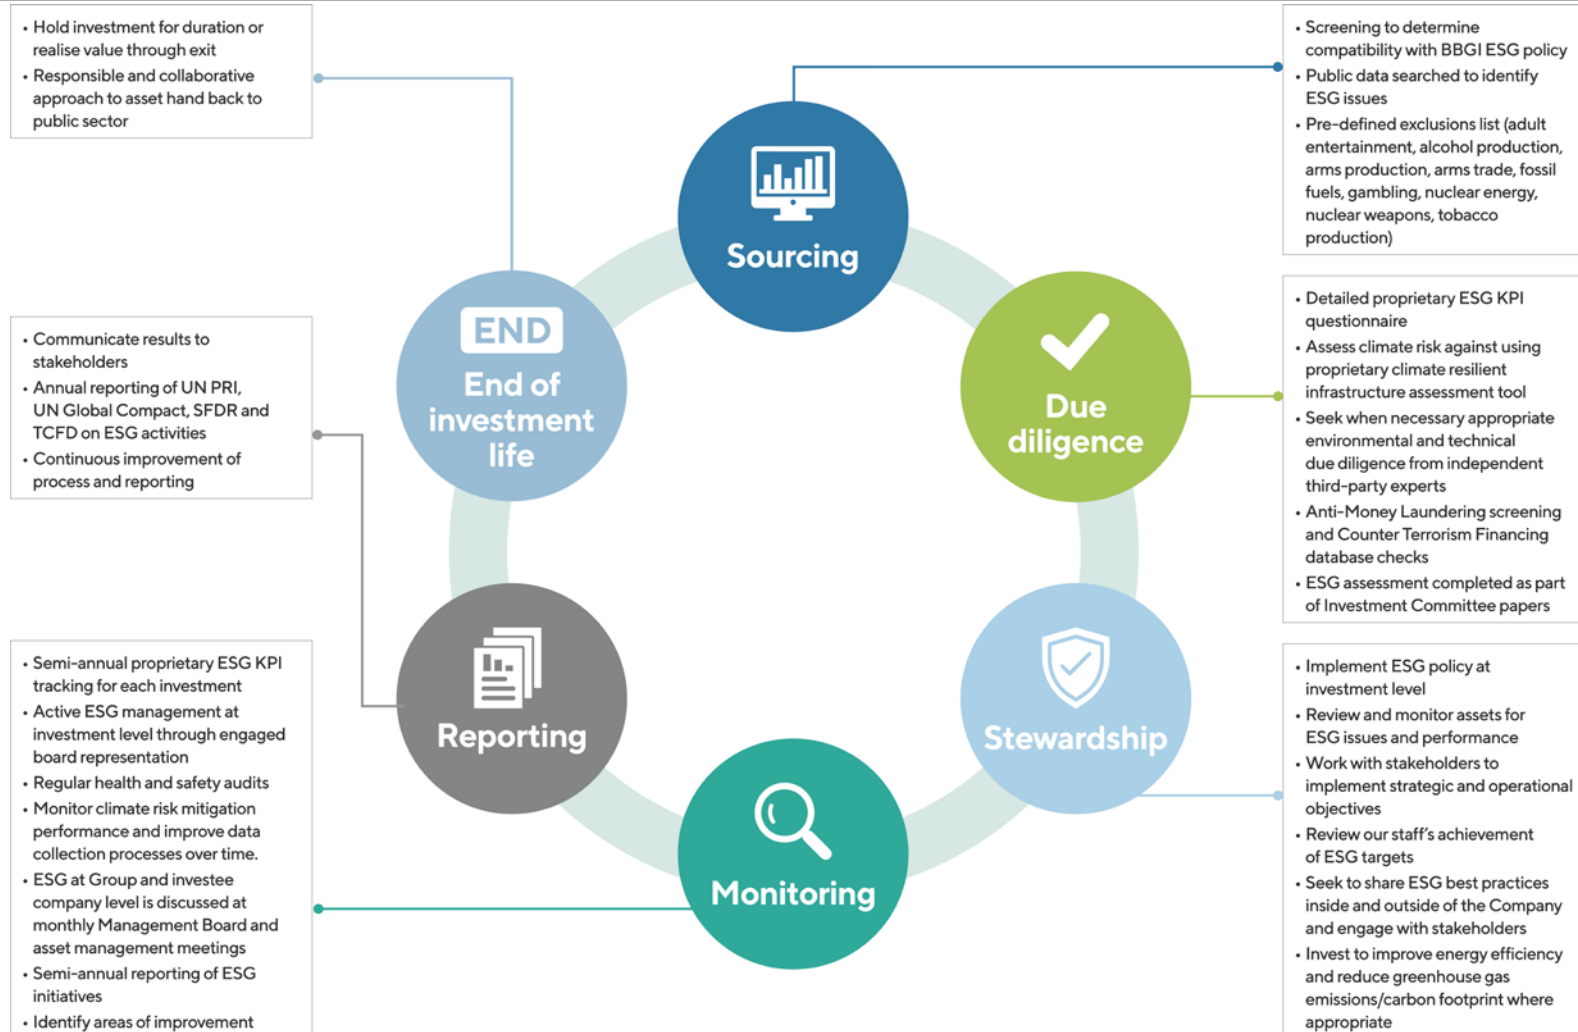 • Hold investment for duration or
realise value through exit
• Responsible and collaborative
approach to asset hand back to
public sector
• Communicate results to
stakeholders
• Annual reporting of UN PRI,
UN Global Compact, SFDR and
TCFD on ESG activities
• Continuous improvement of
process and reporting
• Semi-annual proprietary ESG KPI
tracking for each investment
• Active ESG management at
investment level through engaged
board representation
• Regular health and safety audits
• Monitor climate risk mitigation
performance and improve data
collection processes over time.
• ESG at Group and investee
company level is discussed at
monthly Management Board and
asset management meetings
• Semi-annual reporting of ESG
initiatives
• Identify areas of improvement
Sourcing
END
End of
investment
life
Due
diligence
Reporting
Stewardship
Monitoring
• Screening to determine
compatibility with BBGI ESG policy
• Public data searched to identify
ESG issues
• Pre-defined exclusions list (adult
entertainment, alcohol production,
arms production, arms trade, fossil
fuels, gambling, nuclear energy,
nuclear weapons, tobacco
production)
• Detailed proprietary ESG KPI
questionnaire
• Assess climate risk against using
proprietary climate resilient
infrastructure assessment tool
• Seek when necessary appropriate
environmental and technical
due diligence from independent
third-party experts
• Anti-Money Laundering screening
and Counter Terrorism Financing
database checks
• ESG assessment completed as part
of Investment Committee papers
• Implement ESG policy at
investment level
• Review and monitor assets for
ESG issues and performance
• Work with stakeholders to
implement strategic and operational
objectives
• Review our staff's achievement
of ESG targets
• Seek to share ESG best practices
inside and outside of the Company
and engage with stakeholders
• Invest to improve energy efficiency
and reduce greenhouse gas
emissions/carbon footprint where
appropriate